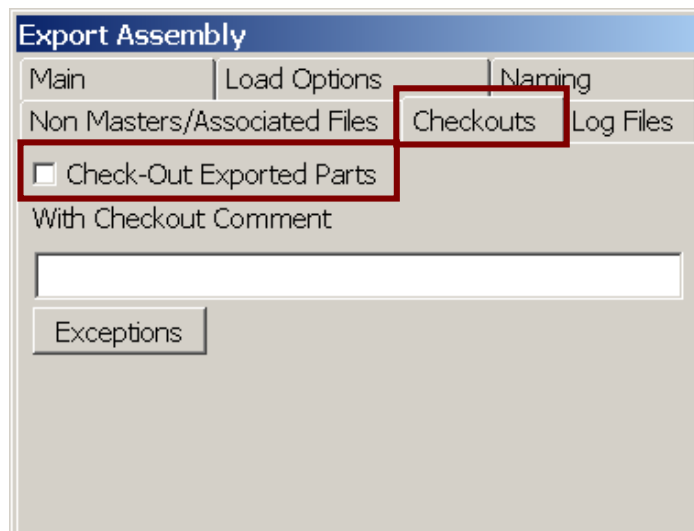 Export Assembly
Main Load Options Naming
Non Masters/Associated Files Checkouts Log Files
Check-Out Exported Parts
With Checkout Comment
Exceptions